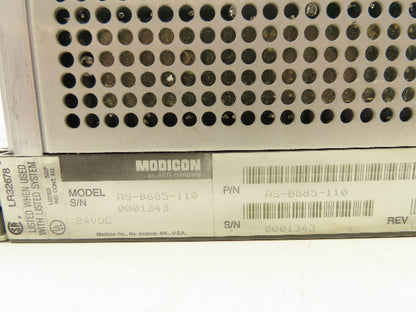 LR32678
LISTED WHEN USED
WITH LISTED SYSTEM
LISTED
MODICON
an AEG company
MODEL AS-B885-110
S/N 0001343
24VDC
Modicon Inc., No. Andover, MA., U.S.A.
P/N AS-B885-110
S/N 0001343 REV